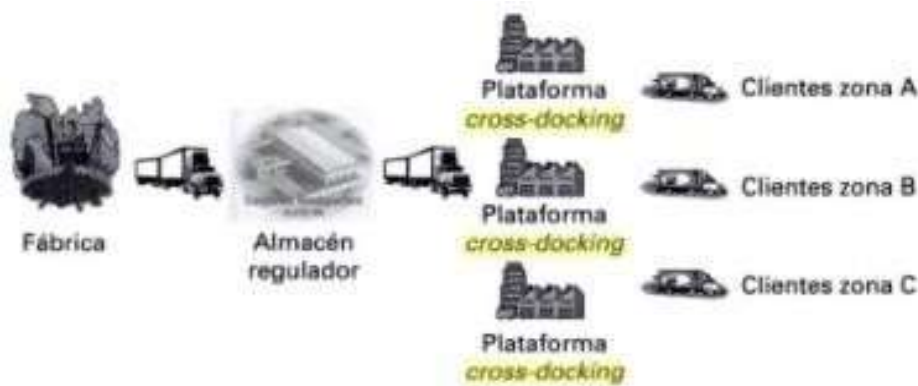 Plataforma
cross-docking
Clientes zona A
Fábrica
Almacén
regulador
Plataforma
cross-docking
Clientes zona B
Plataforma
cross-docking
Clientes zona C